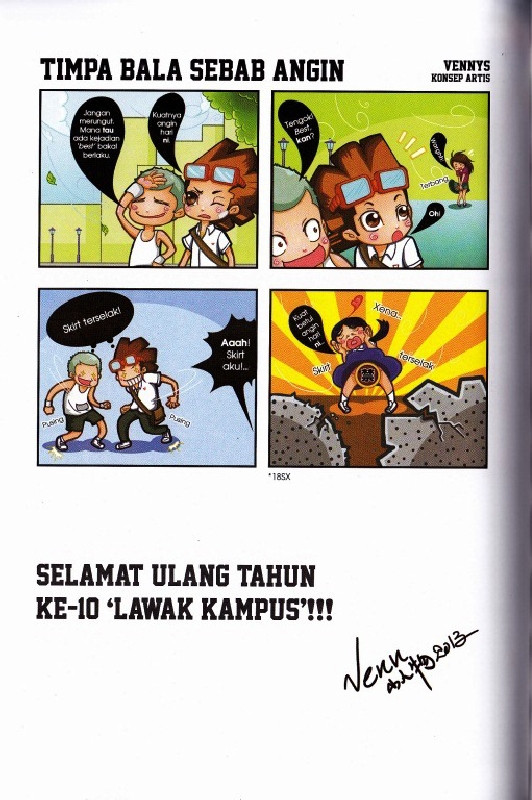 TIMPA BALA SEBAB ANGIN
VENNYS
KONSEP ARTIS
Jangan
merungut.
Mana tau
ada kejadian
'best' bakal
berlaku.
Kuatnya
angin
hari
ni.
Tengok!
Best,
kan?
Terbang
Oh!
Skirt terselak!
Aaah!
Skirt
aku!...
Pusing
Pusing
Kuat
betul
angin
hari
ni...
Xena...
Skirt
terselak
*18SX
SELAMAT ULANG TAHUN
KE-10 'LAWAK KAMPUS'!!!
2013